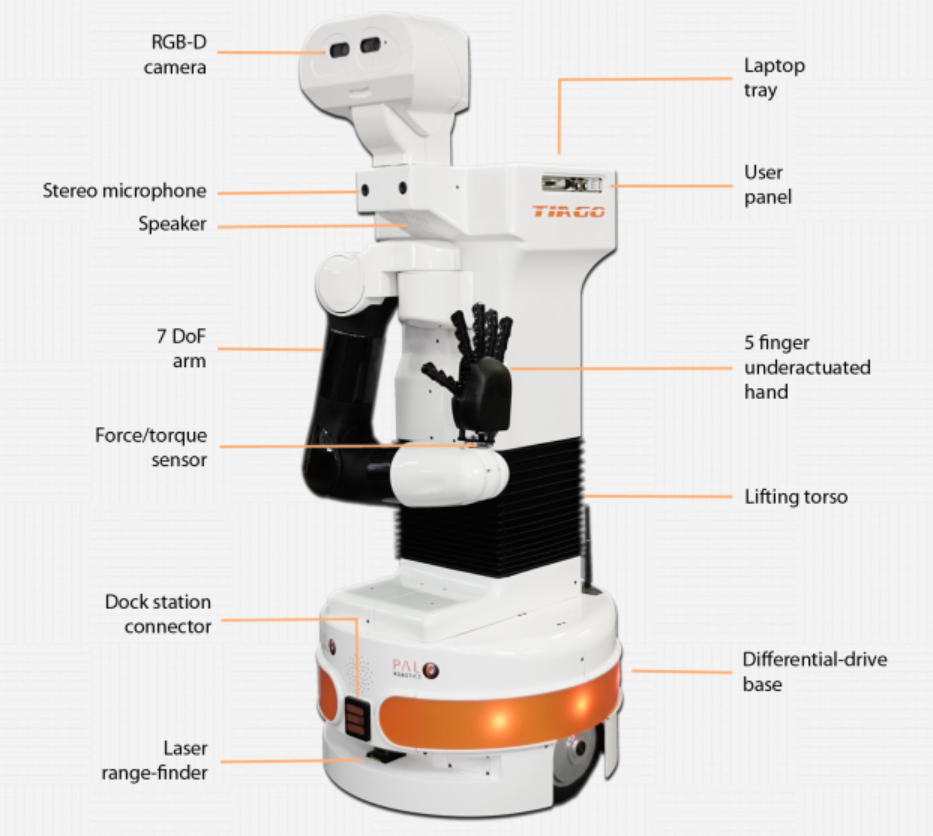 RGB-D
camera
Laptop
tray
Stereo microphone
User
panel
TIAGO
Speaker
7 DoF
arm
5 finger
underactuated
hand
Force/torque
sensor
Lifting torso
Dock station
connector
PAL
ROBOTICS
Differential-drive
base
Laser
range-finder